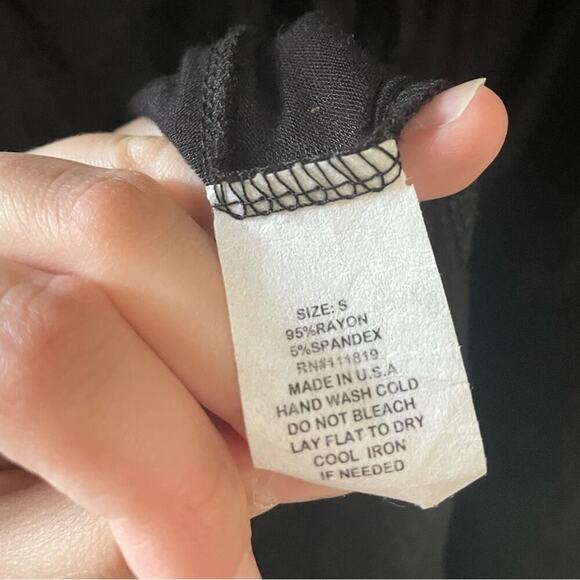 SIZE: S
95%RAYON
5%SPANDEX
RN#111819
MADE IN U.S.A
HAND WASH COLD
DO NOT BLEACH
LAY FLAT TO DRY
COOL IRON
IF NEEDED